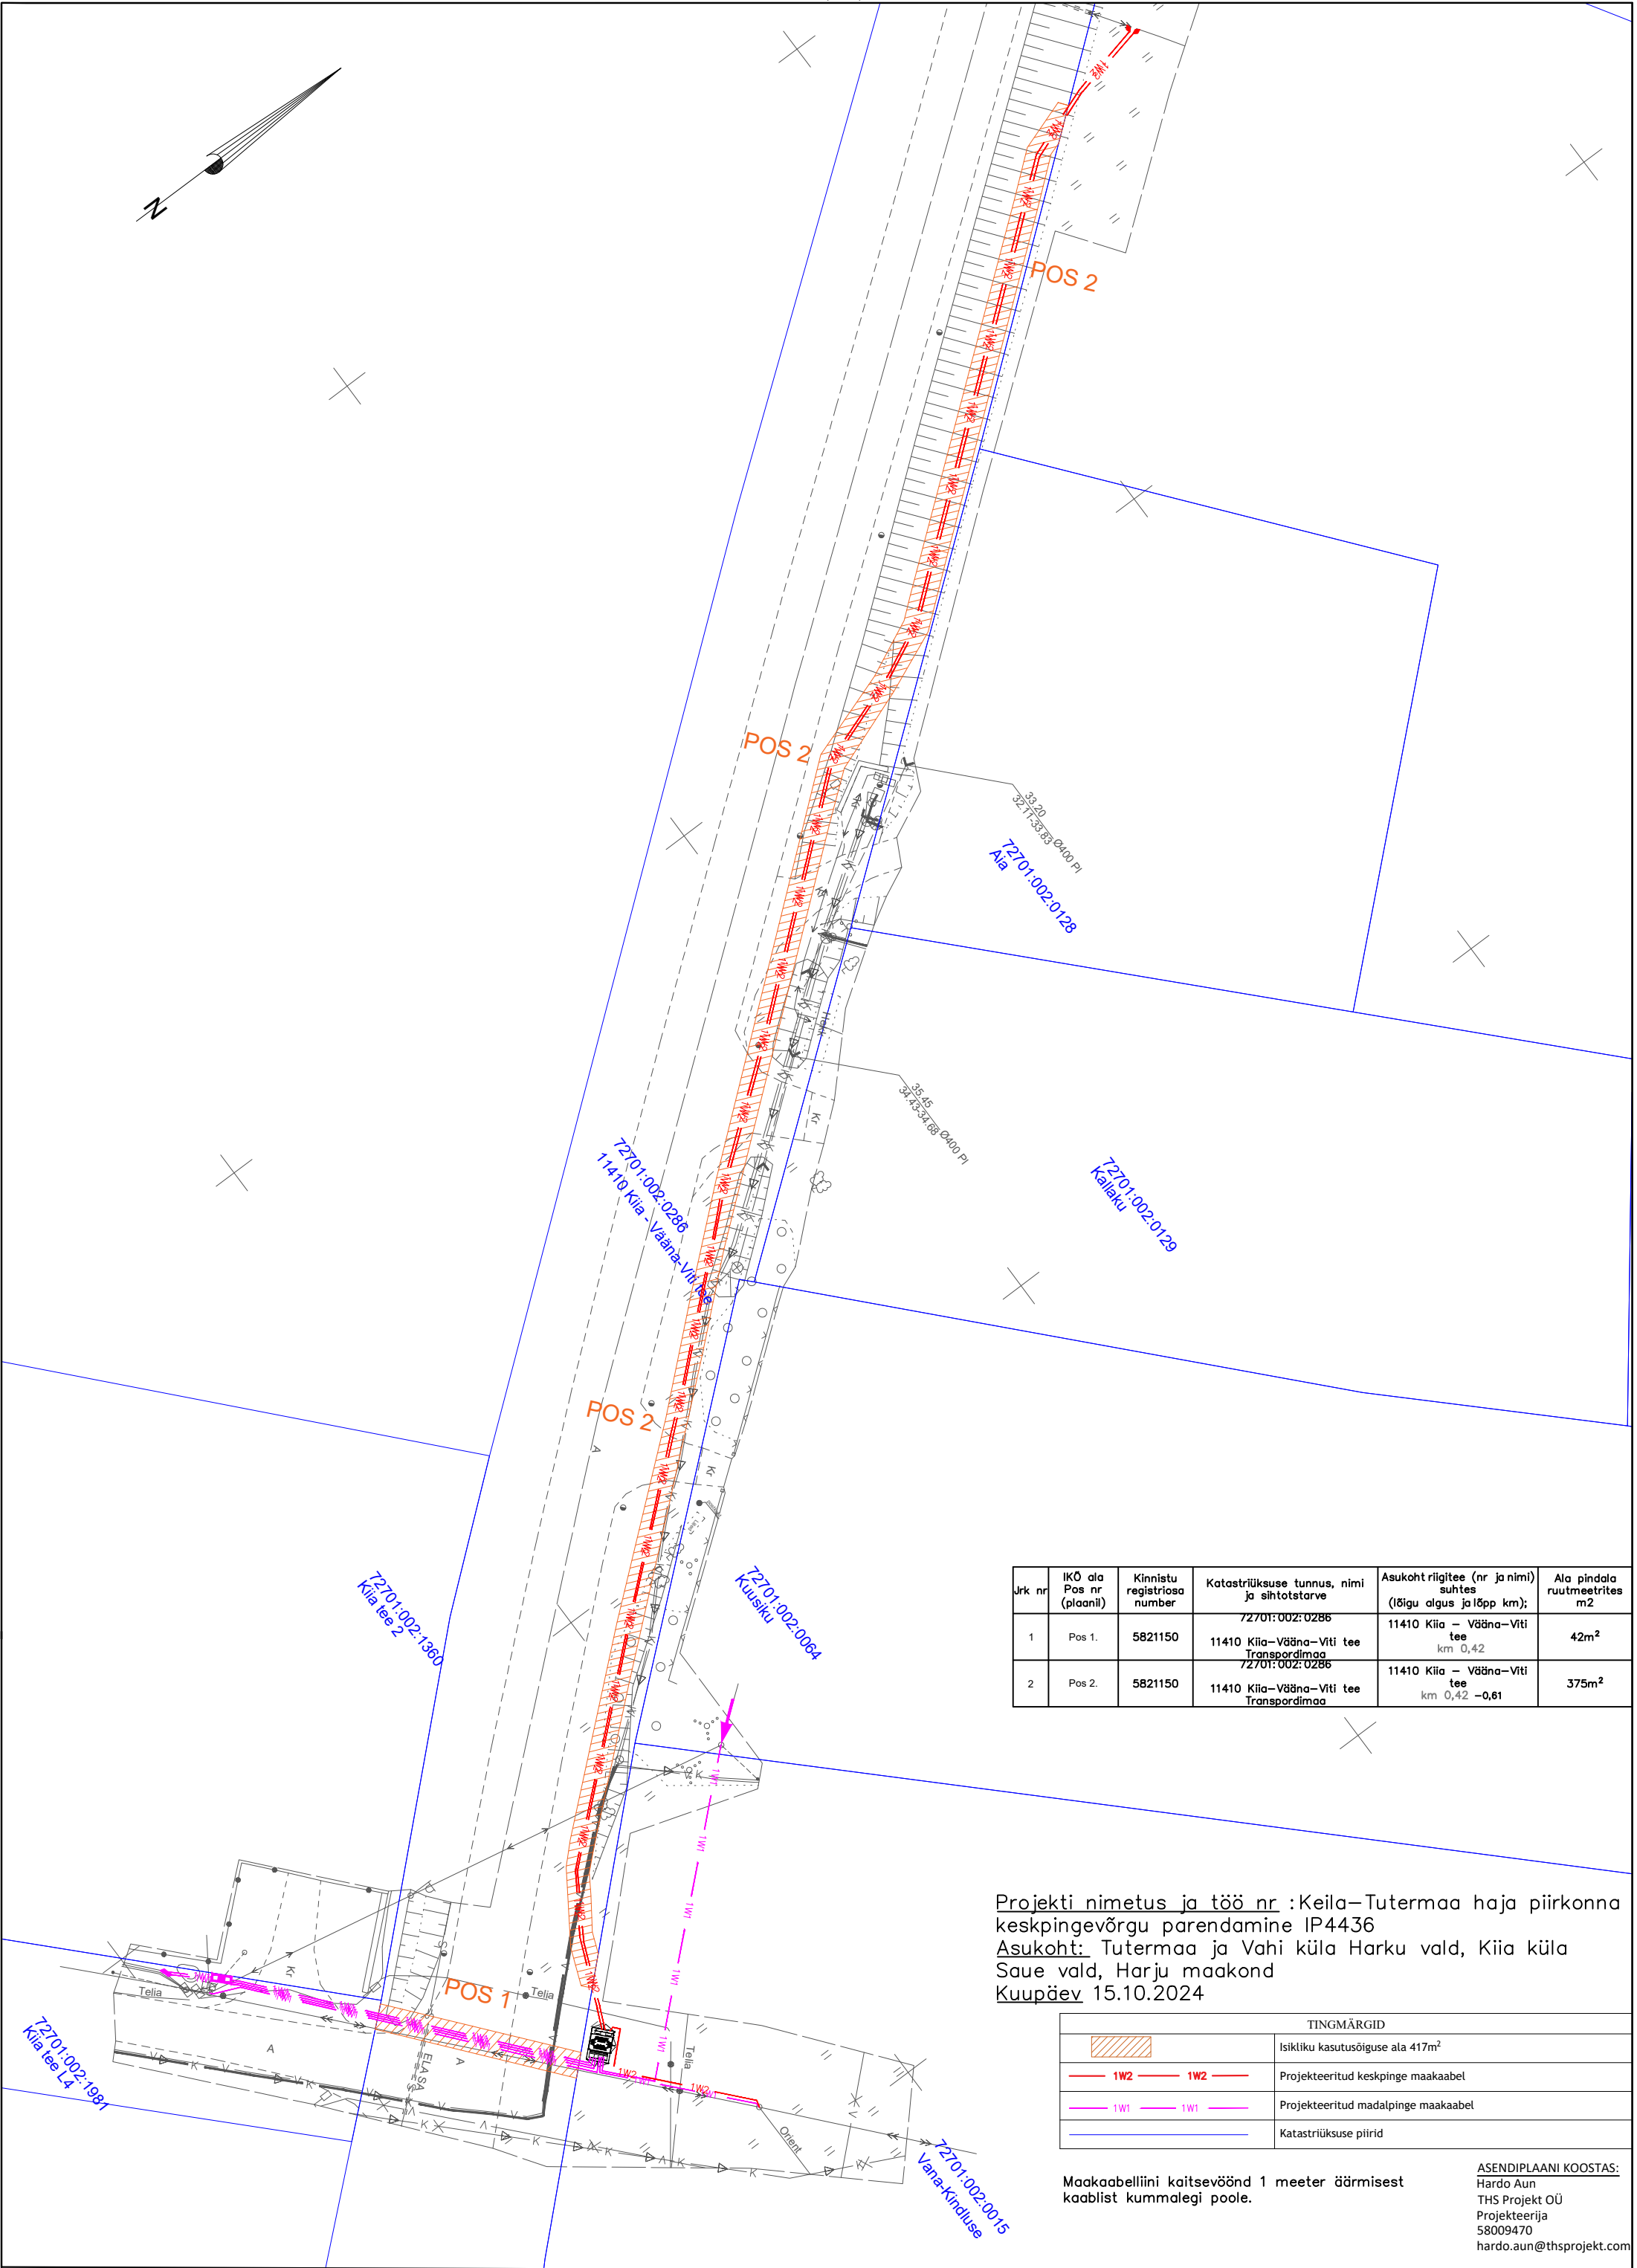 N
POS 2
POS 2
33.20
32.11-33.83 Ø400 Pl
72701:002:0128
Aia
35.45
34.43-34.68 Ø400 Pl
72701:002:0286
11410 Kiia - Vääna-Viti tee
72701:002:0129
Kallaku
Kr
POS 2
A
Kr
72701:002:1360
Kiia tee 2
72701:002:0064
Kuusiku
Jrk nr
IKÕ ala
Pos nr
(plaanil)
Kinnistu
registriosa
number
Katastriüksuse tunnus, nimi
ja sihtotstarve
Asukoht riigitee (nr ja nimi)
suhtes
(lõigu algus ja lõpp km);
Ala pindala
ruutmeetrites
m2
1
Pos 1.
5821150
72701:002:0286
11410 Kiia-Vääna-Viti tee
Transpordimaa
11410 Kiia – Vääna-Viti
tee
km 0,42
42m²
2
Pos 2.
5821150
72701:002:0286
11410 Kiia-Vääna-Viti tee
Transpordimaa
11410 Kiia – Vääna-Viti
tee
km 0,42 -0,61
375m²
1W1
1W1
1W1
1W1
1W1
Projekti nimetus ja töö nr : Keila-Tutermaa haja piirkonna
keskpingevõrgu parendamine IP4436
Asukoht: Tutermaa ja Vahi küla Harku vald, Kiia küla
Saue vald, Harju maakond
Kuupäev 15.10.2024
Kr
POS 1
Telia
Telia
Telia
A
A
ELASA
1W2
1W2
Orient
72701:002:1981
Kiia tee L4
72701:002:0015
Vana-Kindluse
TINGMÄRGID
Isikliku kasutusõiguse ala 417m²
1W2 1W2
Projekteeritud keskpinge maakaabel
1W1 1W1
Projekteeritud madalpinge maakaabel
Katastriüksuse piirid
Maakaabelliini kaitsevöönd 1 meeter äärmisest
kaablist kummalegi poole.
ASENDIPLAANI KOOSTAS:
Hardo Aun
THS Projekt OÜ
Projekteerija
58009470
hardo.aun@thsprojekt.com